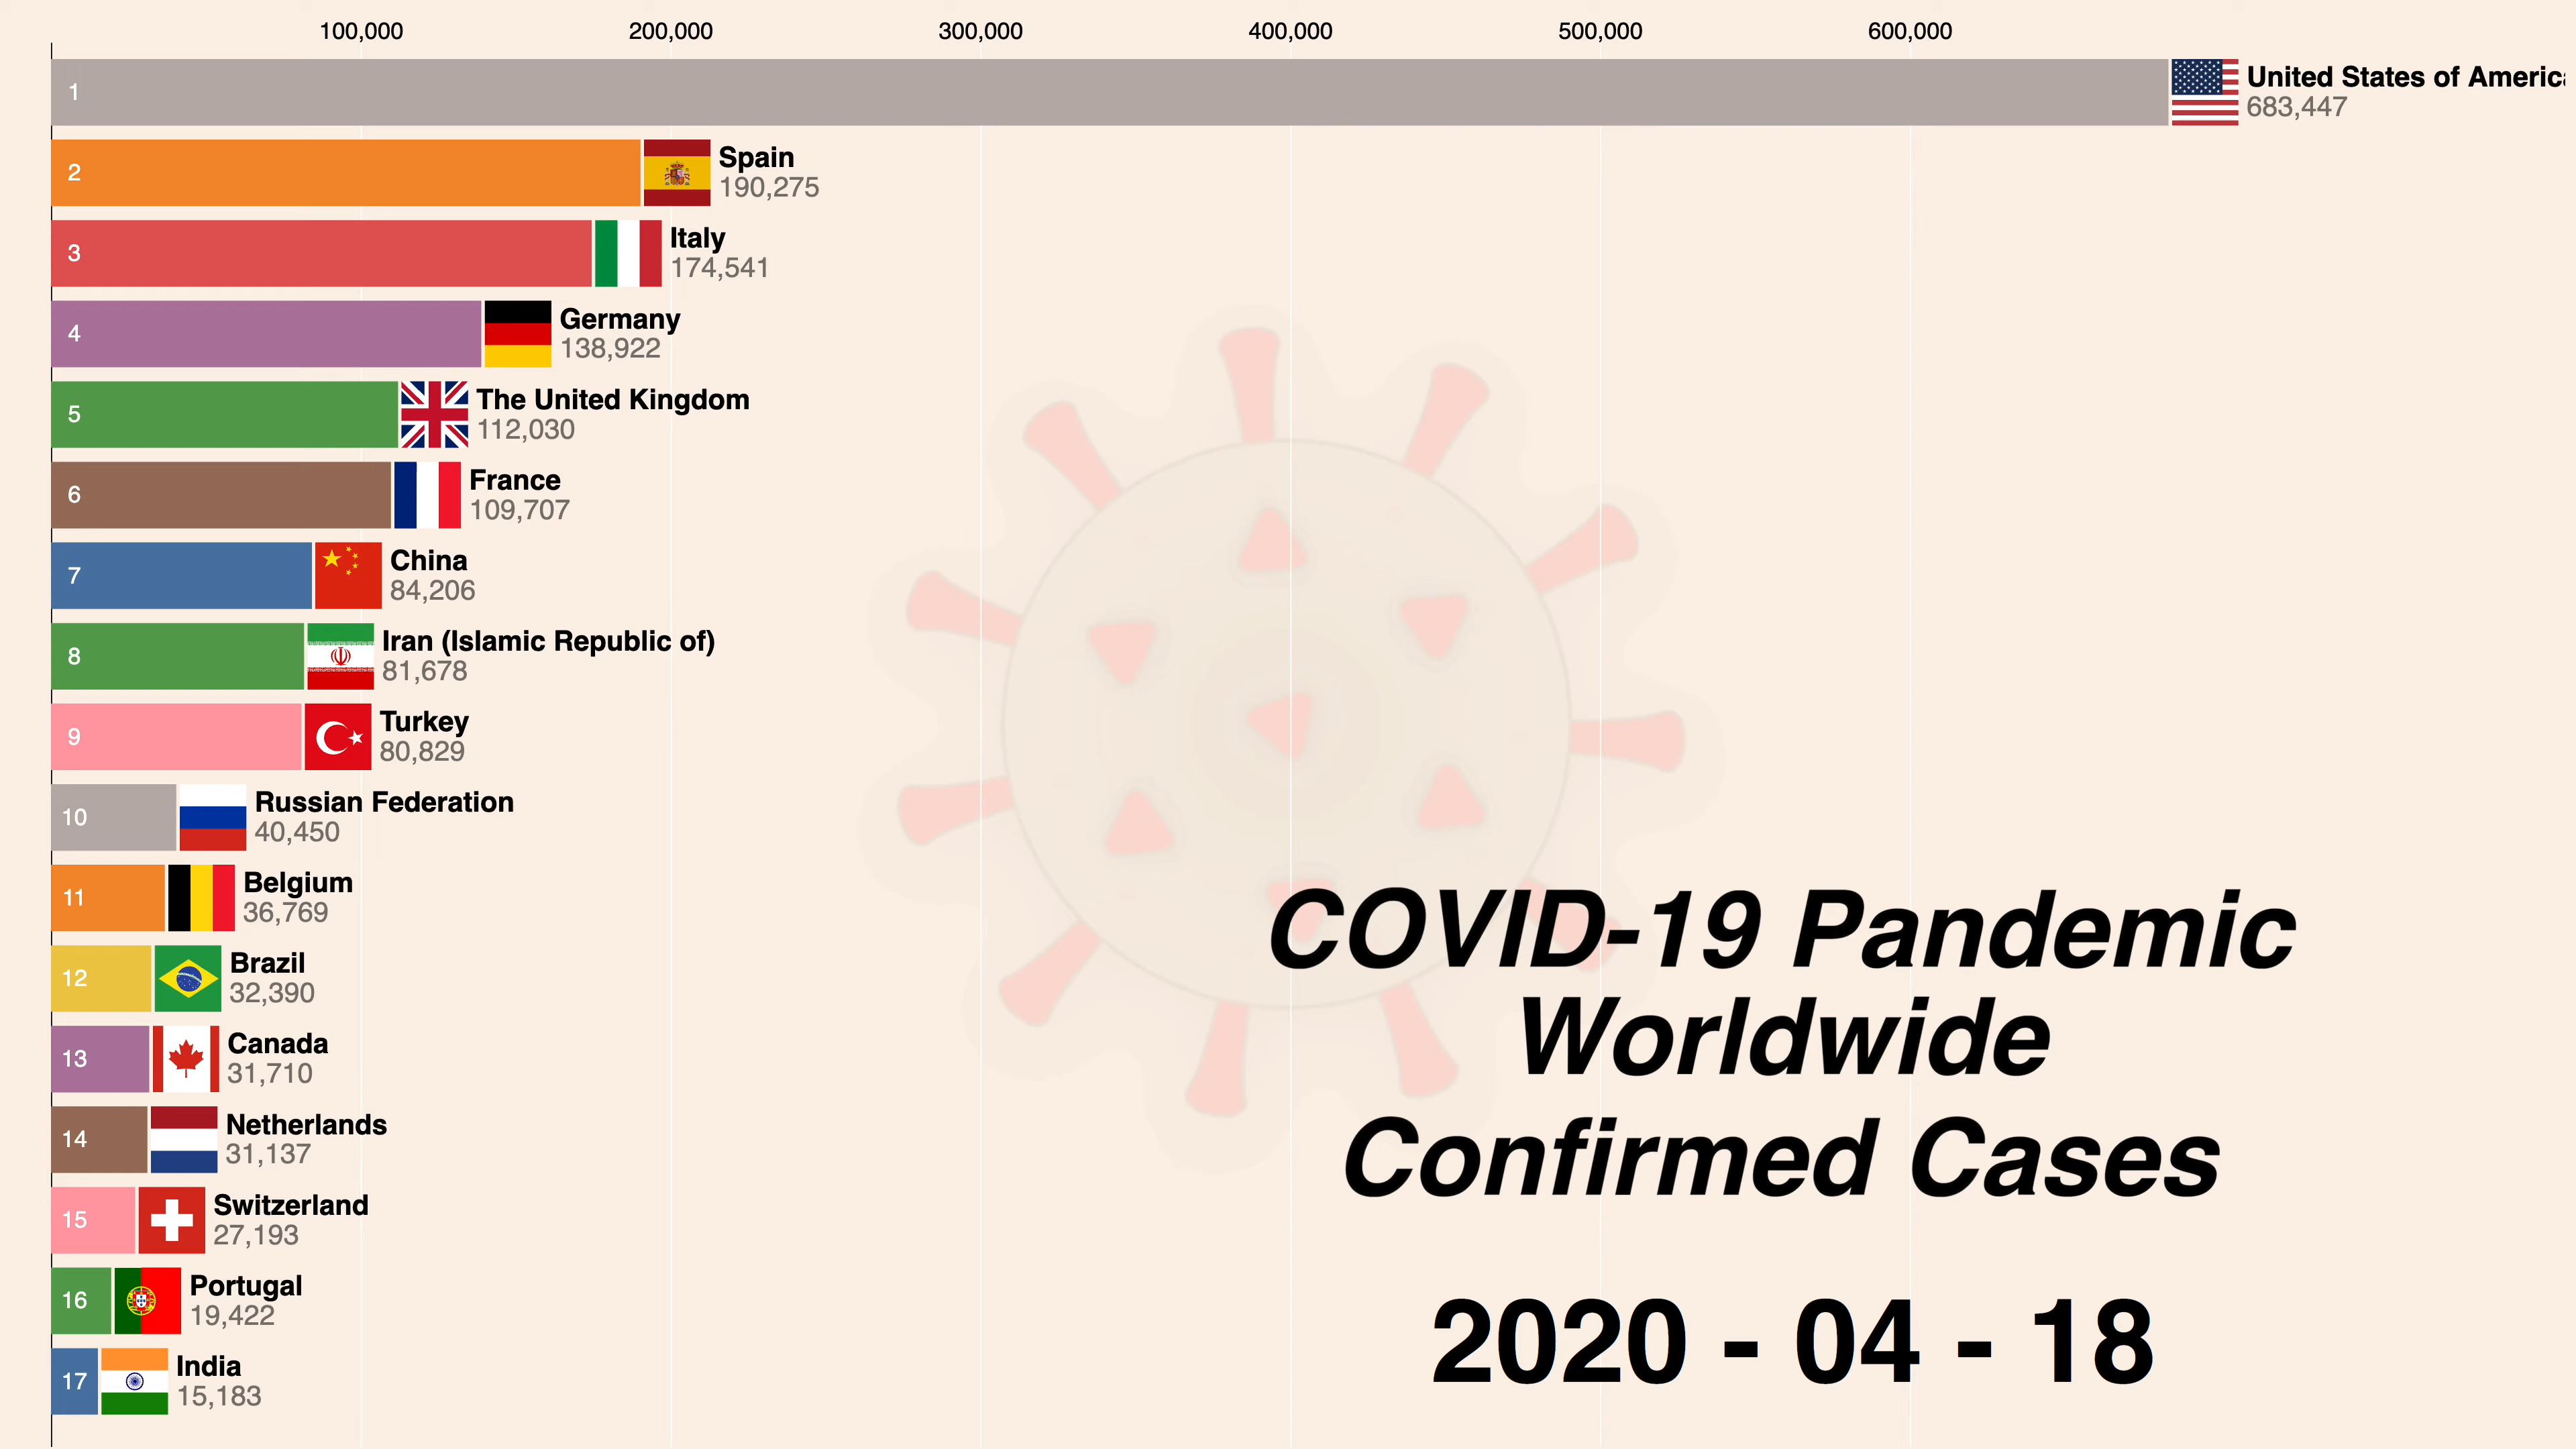 100,000 200,000 300,000 400,000 500,000 600,000
1 United States of Americ
683,447
2 Spain
190,275
3 Italy
174,541
4 Germany
138,922
5 The United Kingdom
112,030
6 France
109,707
7 China
84,206
8 Iran (Islamic Republic of)
81,678
9 Turkey
80,829
10 Russian Federation
40,450
11 Belgium
36,769
12 Brazil
32,390
13 Canada
31,710
14 Netherlands
31,137
15 Switzerland
27,193
16 Portugal
19,422
17 India
15,183
COVID-19 Pandemic
Worldwide
Confirmed Cases
2020 - 04 - 18